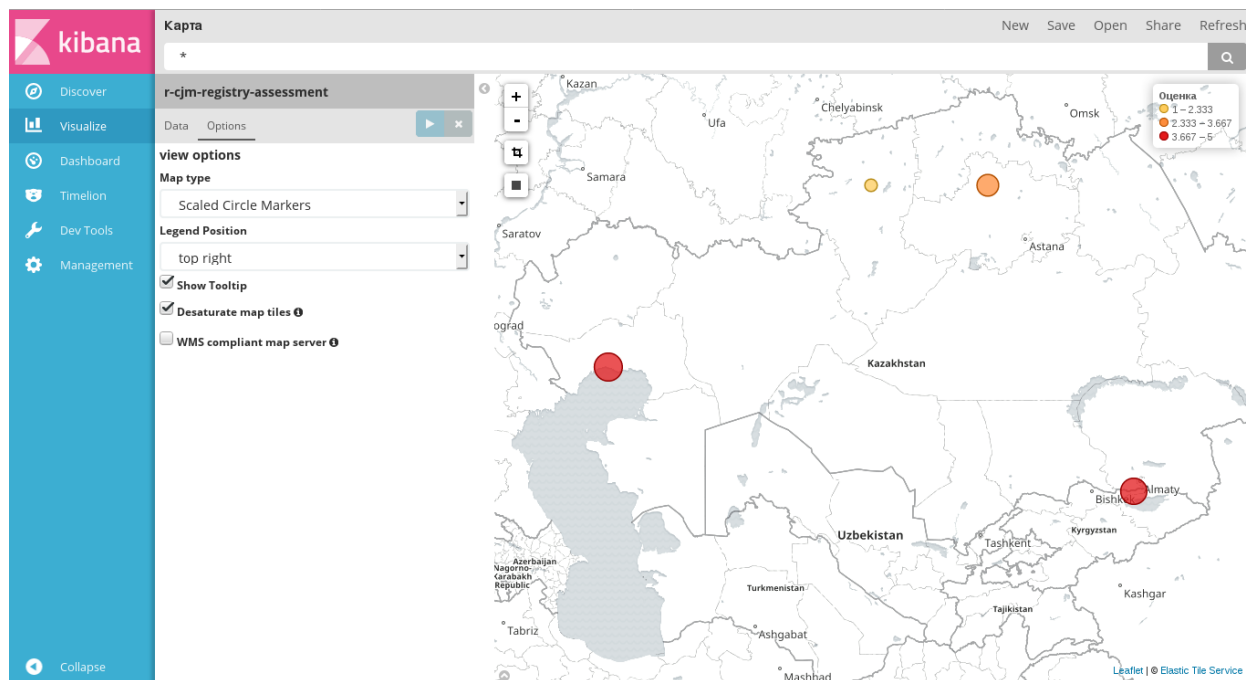 kibana
Карта
New Save Open Share Refresh
*
Discover
Visualize
Dashboard
Timelion
Dev Tools
Management
Collapse
r-cjm-registry-assessment
Data Options
view options
Map type
Scaled Circle Markers
Legend Position
top right
Show Tooltip
Desaturate map tiles
WMS compliant map server
+
-
Оценка
1 – 2.333
2.333 – 3.667
3.667 – 5
Kazan
Chelyabinsk
Omsk
Ufa
Samara
Saratov
Astana
ograd
Kazakhstan
Almaty
Bishkek
Kyrgyzstan
Uzbekistan
Tashkent
Azerbaijan
Nagorno-
Karabakh
Republic
Turkmenistan
Kashgar
Tajikistan
Tabriz
Ashgabat
Mashhad
Leaflet | © Elastic Tile Service